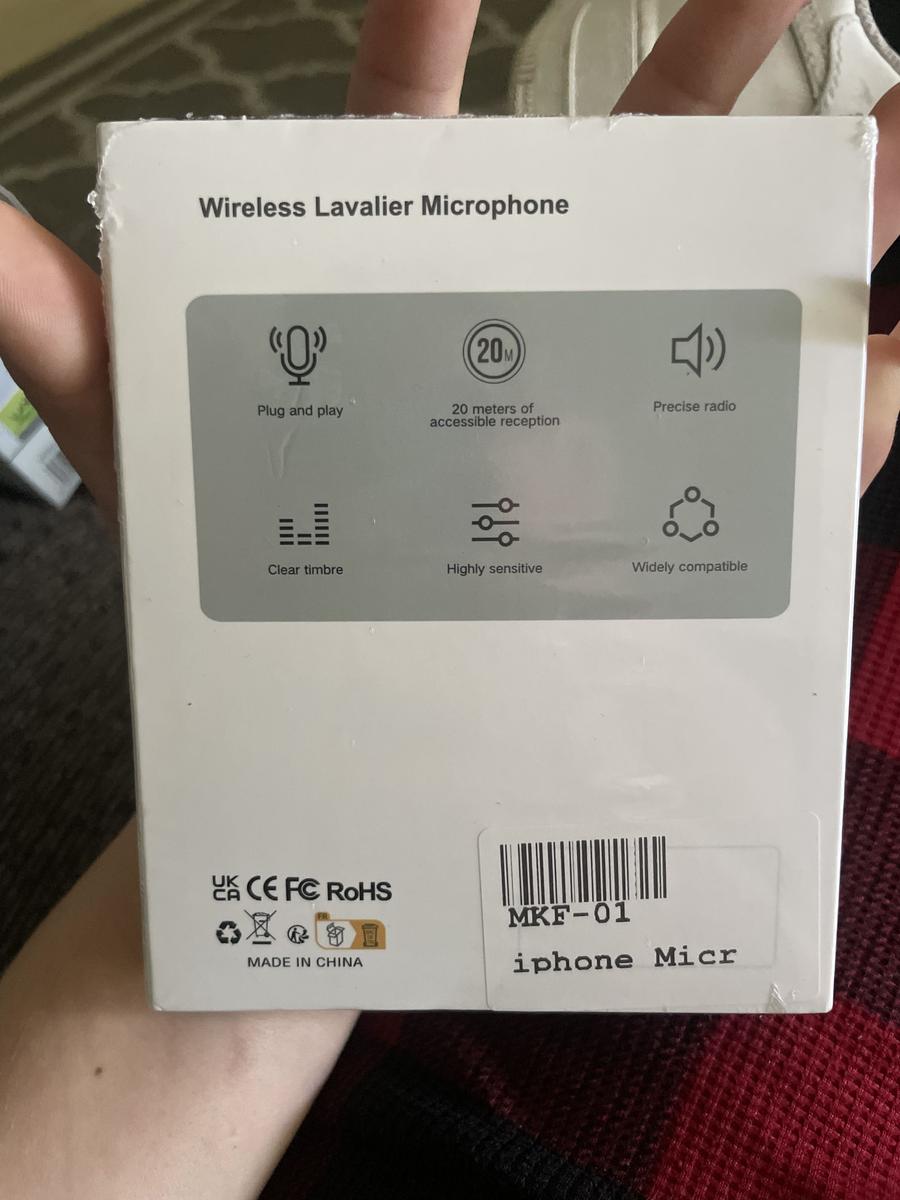 Wireless Lavalier Microphone
20M
Plug and play
20 meters of
accessible reception
Precise radio
Clear timbre
Highly sensitive
Widely compatible
UK
CA CE FC RoHS
FR
MADE IN CHINA
MKF-01
iphone Micr